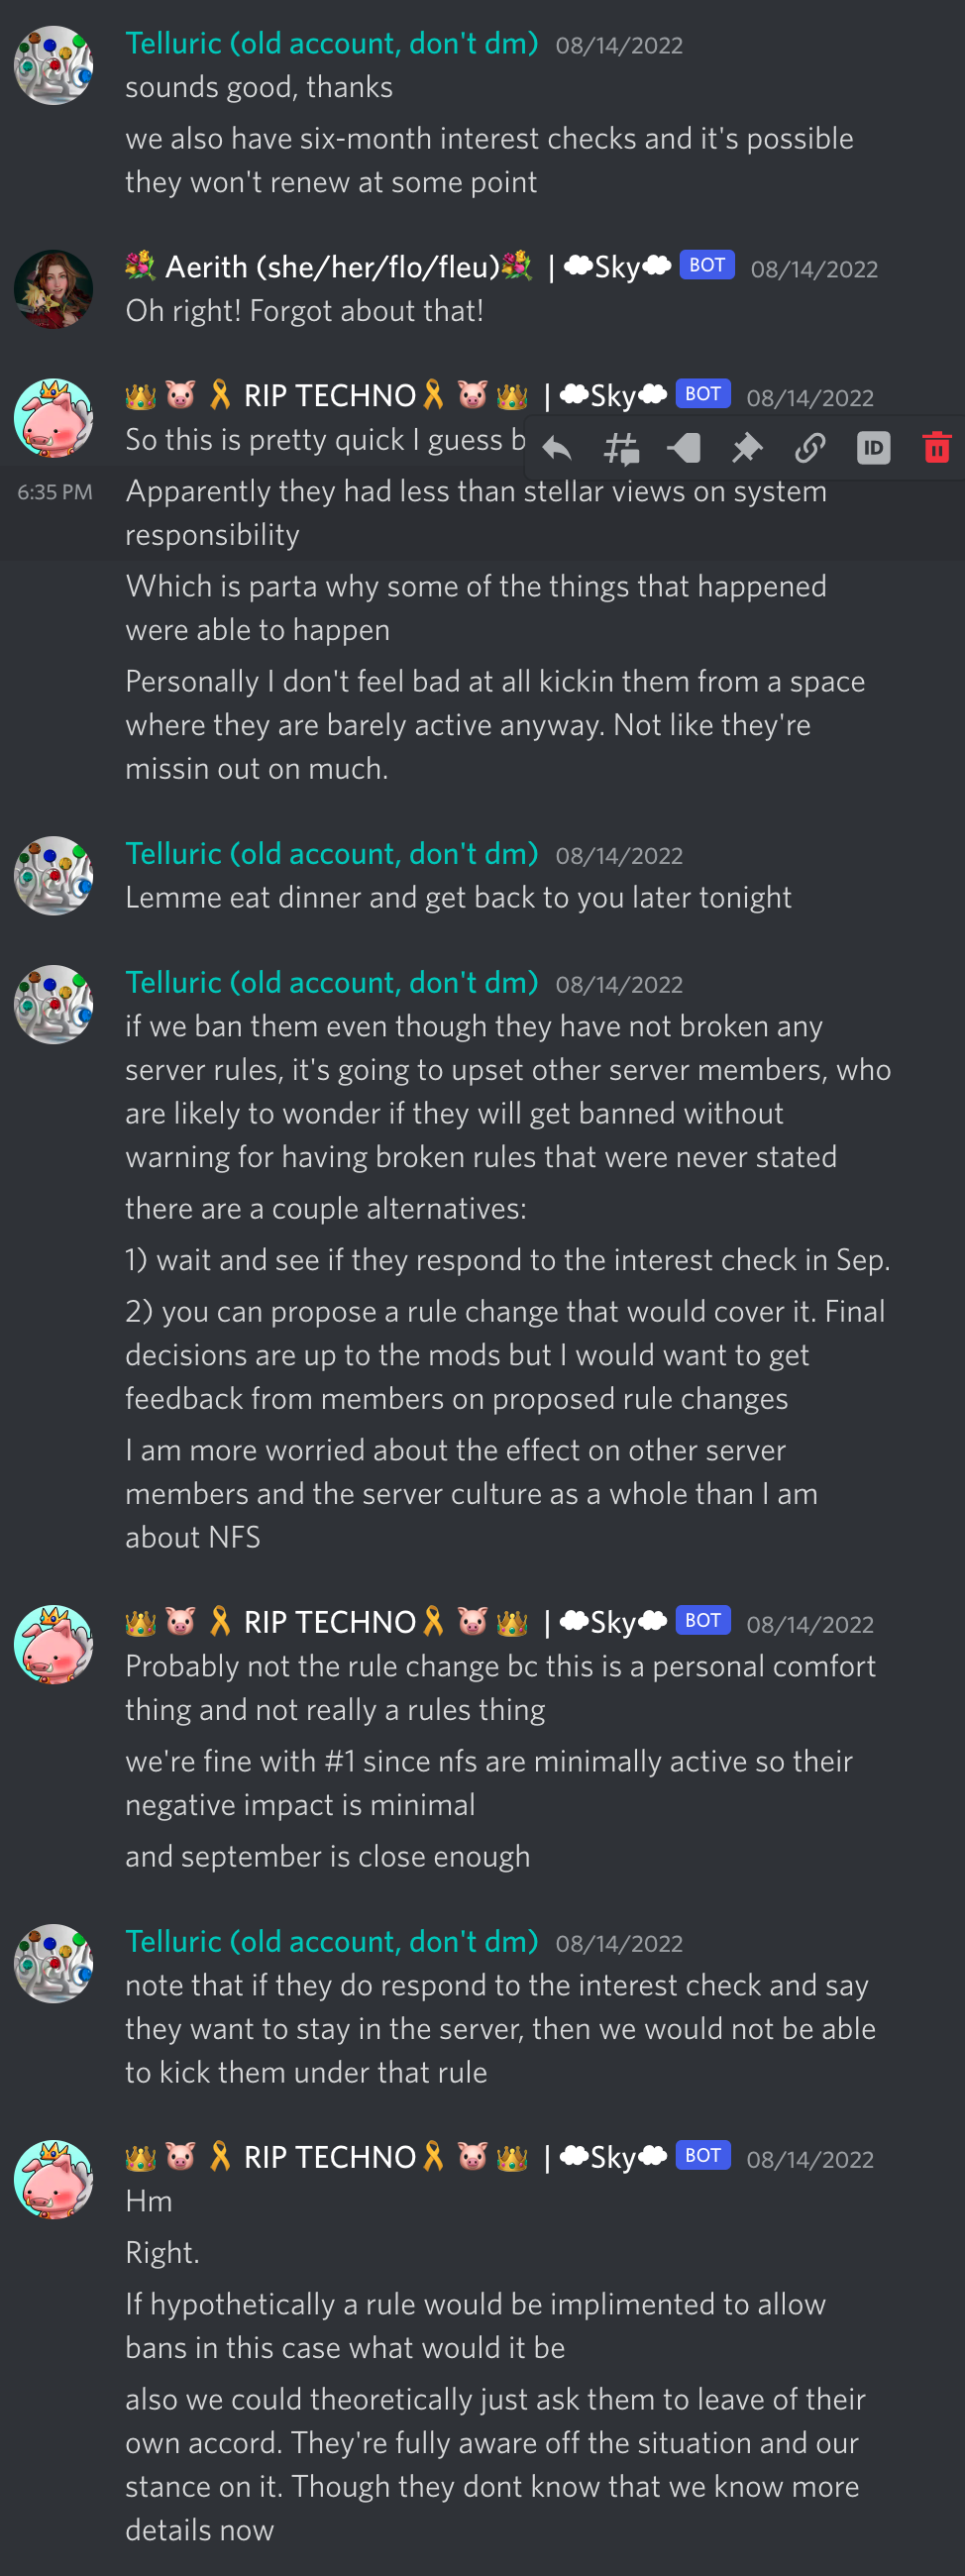 Telluric (old account, don't dm) 08/14/2022
sounds good, thanks
we also have six-month interest checks and it's possible
they won't renew at some point
💐 Aerith (she/her/flo/fleu)💐 | ☁Sky☁ BOT 08/14/2022
Oh right! Forgot about that!
👑 🐷 🎗 RIP TECHNO🎗 🐷 👑 | ☁Sky☁ BOT 08/14/2022
So this is pretty quick I guess
ID
6:35 PM Apparently they had less than stellar views on system
responsibility
Which is parta why some of the things that happened
were able to happen
Personally I don't feel bad at all kickin them from a space
where they are barely active anyway. Not like they're
missin out on much.
Telluric (old account, don't dm) 08/14/2022
Lemme eat dinner and get back to you later tonight
Telluric (old account, don't dm) 08/14/2022
if we ban them even though they have not broken any
server rules, it's going to upset other server members, who
are likely to wonder if they will get banned without
warning for having broken rules that were never stated
there are a couple alternatives:
1) wait and see if they respond to the interest check in Sep.
2) you can propose a rule change that would cover it. Final
decisions are up to the mods but I would want to get
feedback from members on proposed rule changes
I am more worried about the effect on other server
members and the server culture as a whole than I am
about NFS
👑 🐷 🎗 RIP TECHNO🎗 🐷 👑 | ☁Sky☁ BOT 08/14/2022
Probably not the rule change bc this is a personal comfort
thing and not really a rules thing
we're fine with #1 since nfs are minimally active so their
negative impact is minimal
and september is close enough
Telluric (old account, don't dm) 08/14/2022
note that if they do respond to the interest check and say
they want to stay in the server, then we would not be able
to kick them under that rule
👑 🐷 🎗 RIP TECHNO🎗 🐷 👑 | ☁Sky☁ BOT 08/14/2022
Hm
Right.
If hypothetically a rule would be implimented to allow
bans in this case what would it be
also we could theoretically just ask them to leave of their
own accord. They're fully aware off the situation and our
stance on it. Though they dont know that we know more
details now